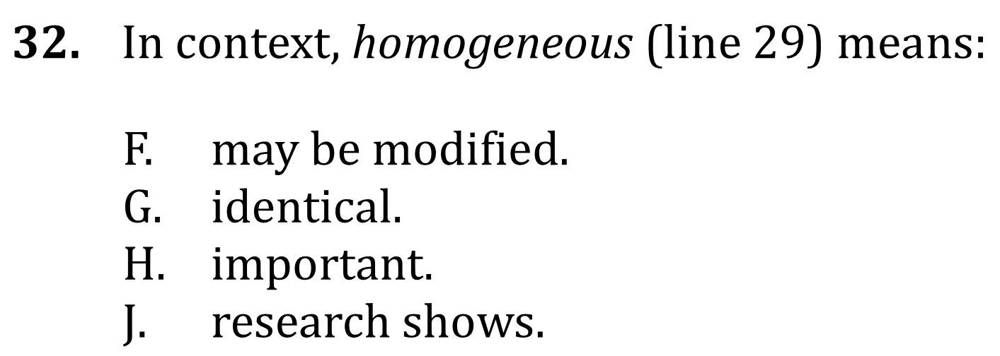 32. In context, homogeneous (line 29) means:
F. may be modified.
G. identical.
H. important.
J. research shows.